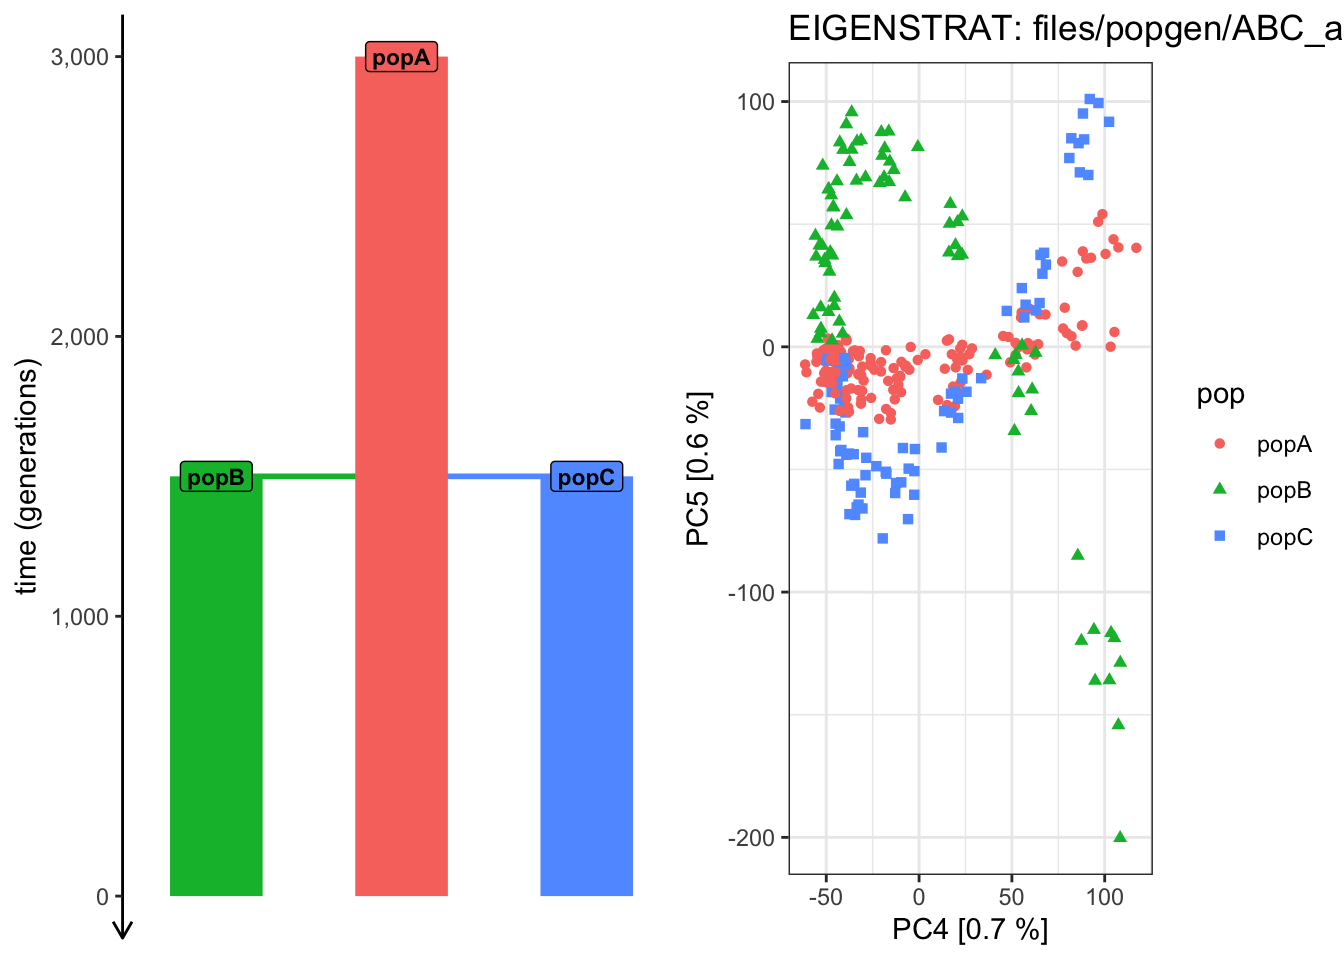 time (generations)
3,000
2,000
1,000
0
popA
popB
popC
EIGENSTRAT: files/popgen/ABC_a
PC5 [0.6 %]
100
0
-100
-200
-50 0 50 100
PC4 [0.7 %]
pop
popA
popB
popC